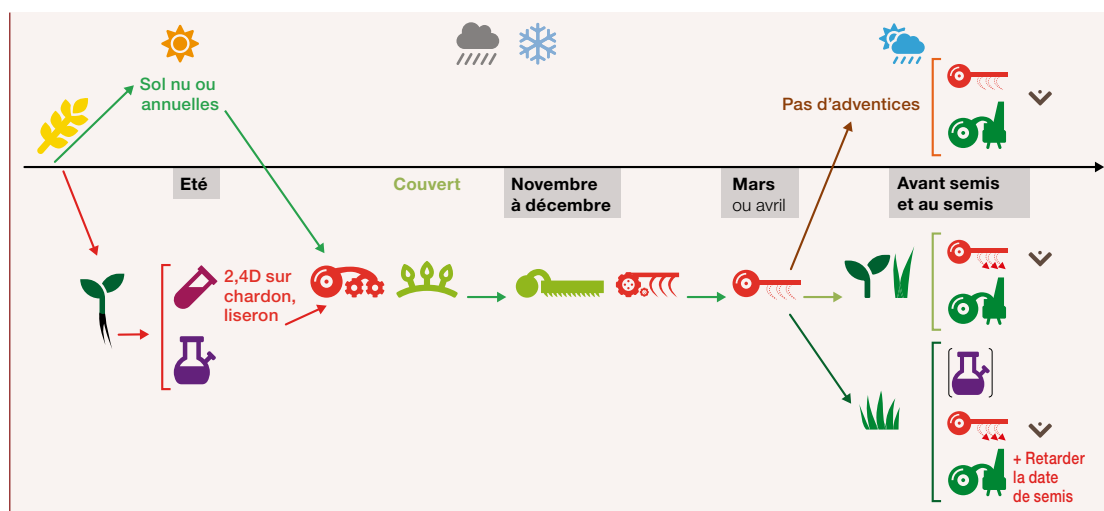 Sol nu ou
annuelles
Pas d'adventices
Eté
Couvert
Novembre
à décembre
Mars
ou avril
Avant semis
et au semis
2,4D sur
chardon,
liseron
+ Retarder
la date
de semis